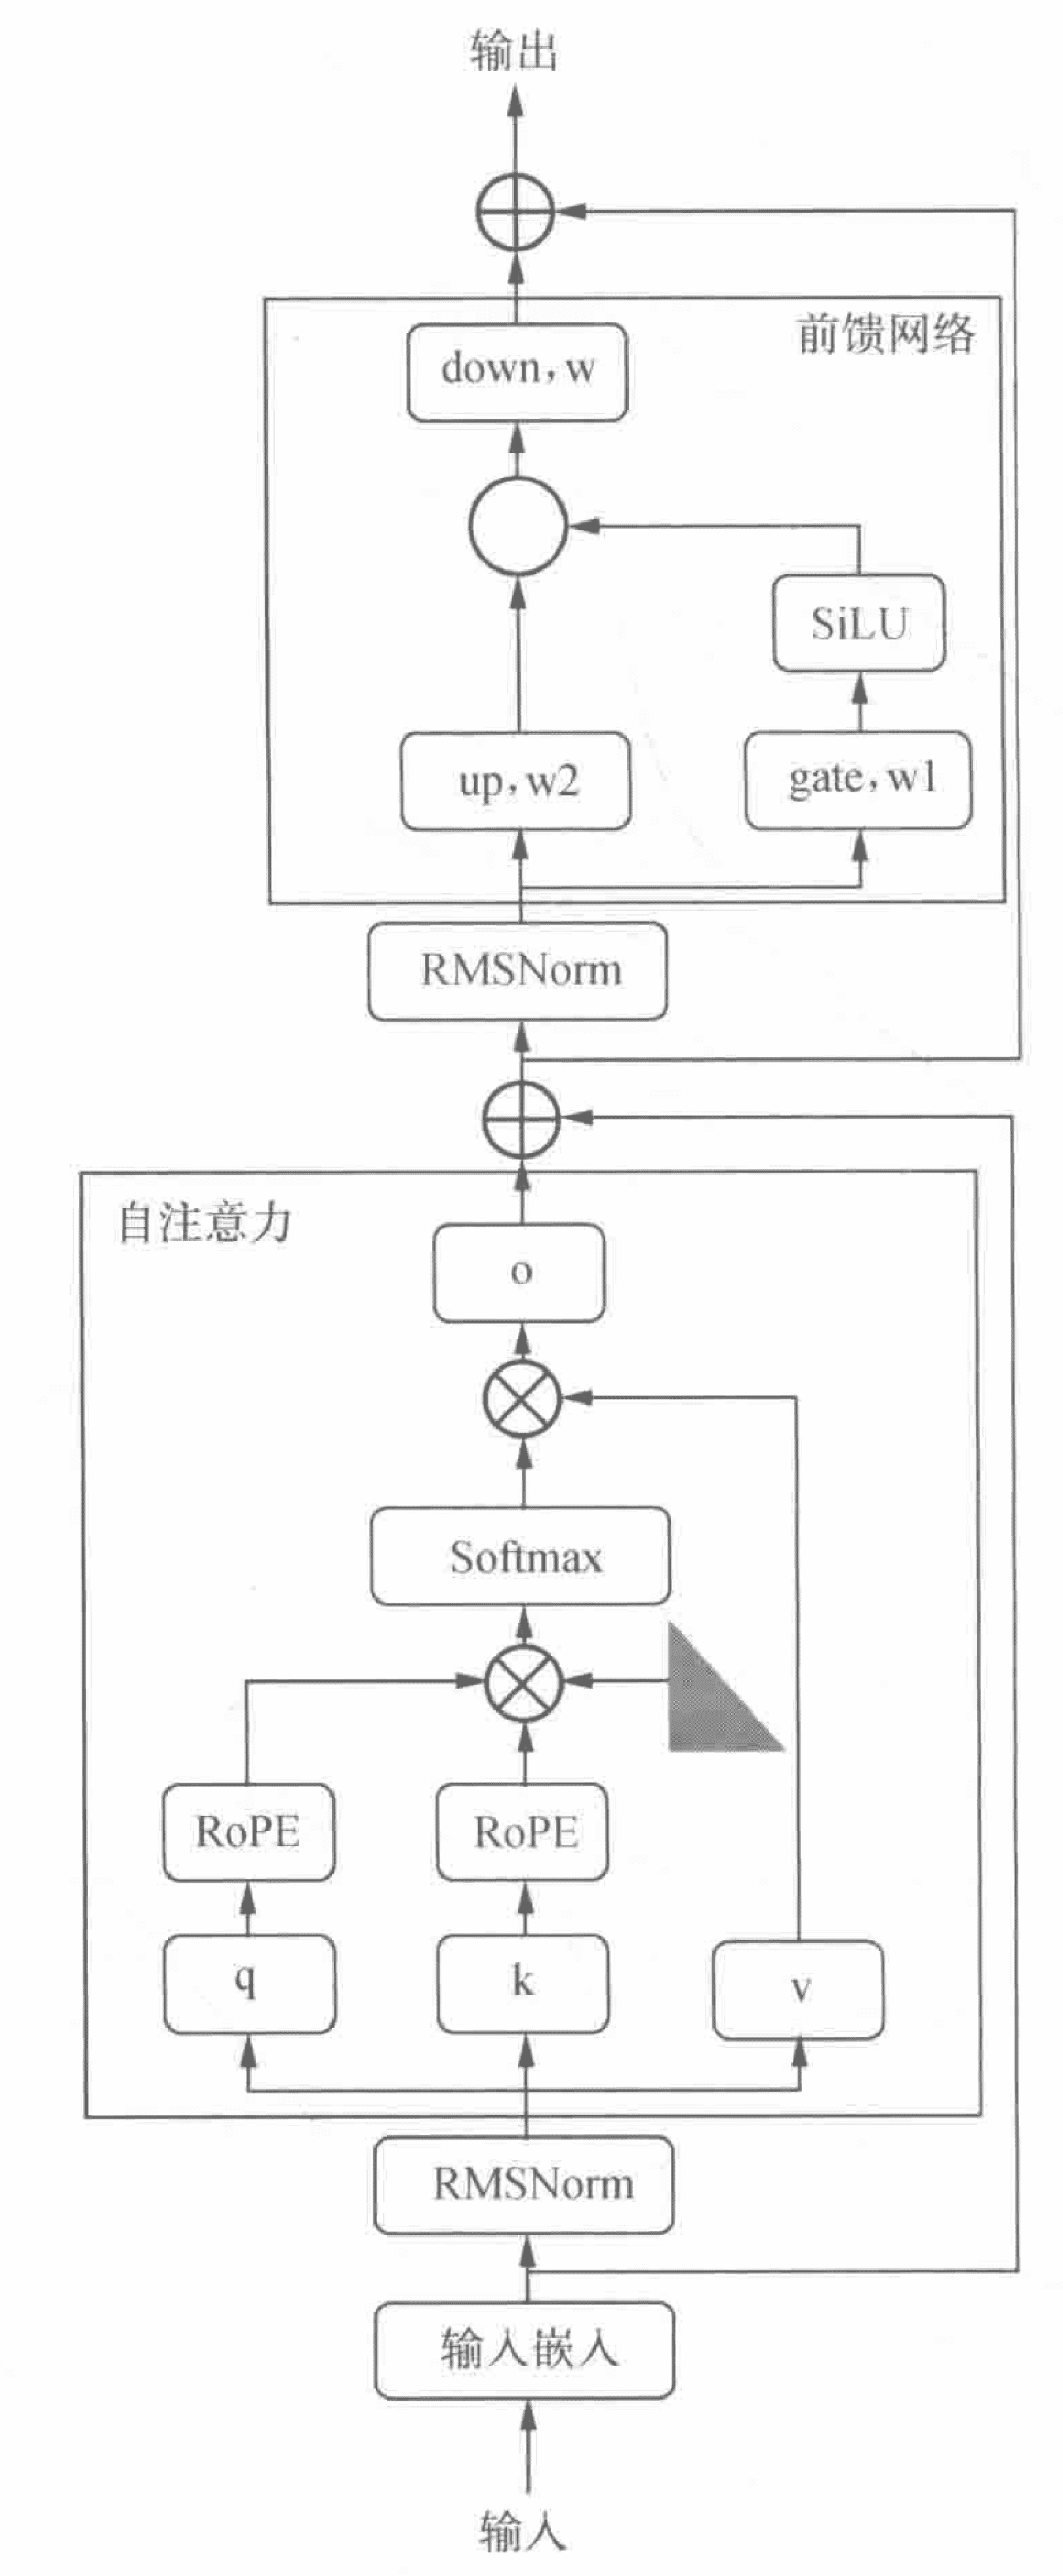 输出
前馈网络
down,w
SiLU
up,w2
gate,w1
RMSNorm
自注意力
o
Softmax
RoPE
RoPE
q
k
v
RMSNorm
输入嵌入
输入